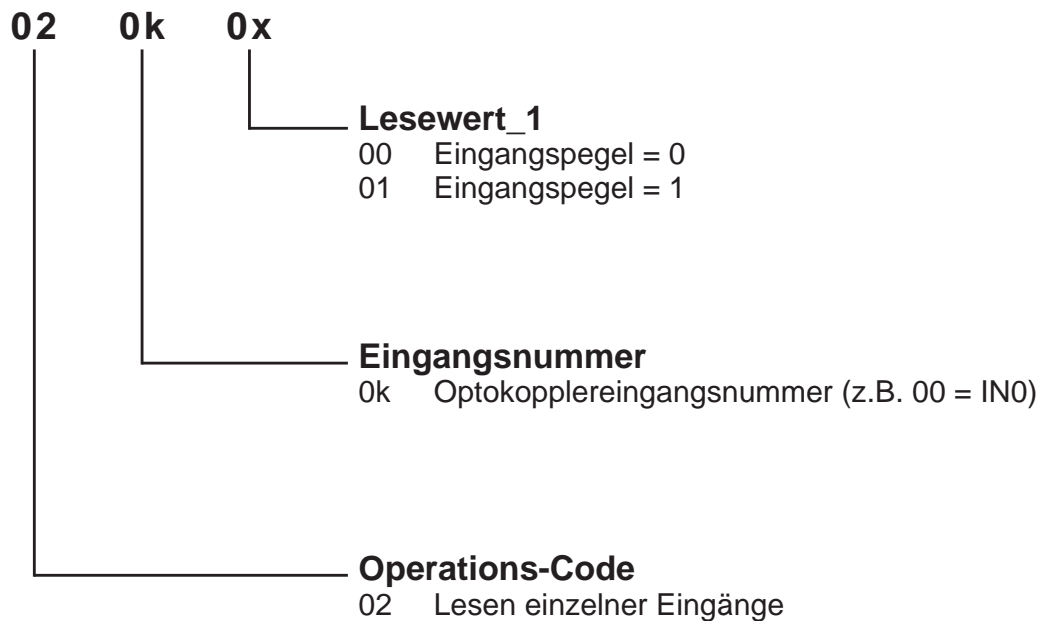 02 0k 0x
Lesewert_1
00 Eingangspegel = 0
01 Eingangspegel = 1
Eingangsnummer
0k Optokopplereingangsnummer (z.B. 00 = IN0)
Operations-Code
02 Lesen einzelner Eingänge